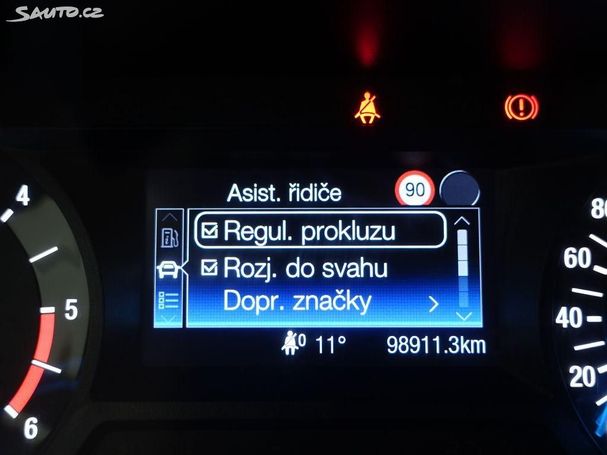 SAUTO.CZ
Asist. řidiče
90
Regul. prokluzu
Rozj. do svahu
Dopr. značky
0 11° 98911.3km
4
5
6
80
60
40
20